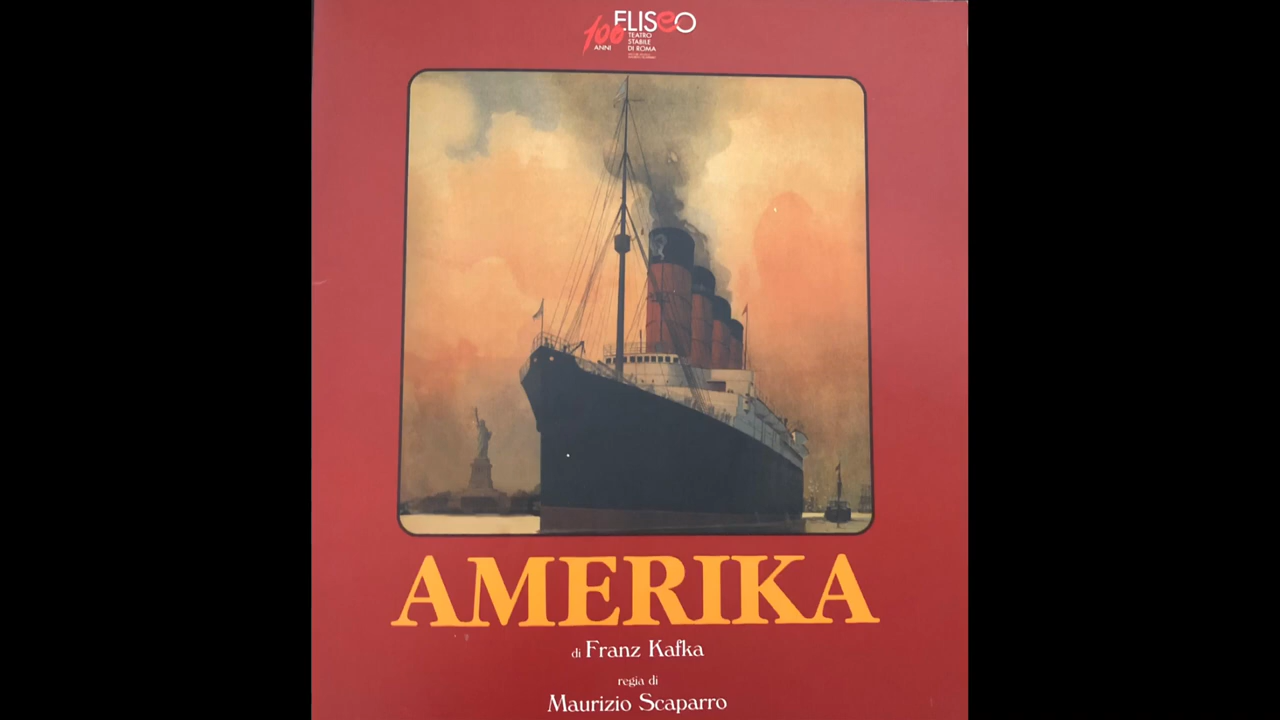 100
ANNI
ELISEO
TEATRO
STABILE
DI ROMA
AMERIKA
di Franz Kafka
regia di
Maurizio Scaparro